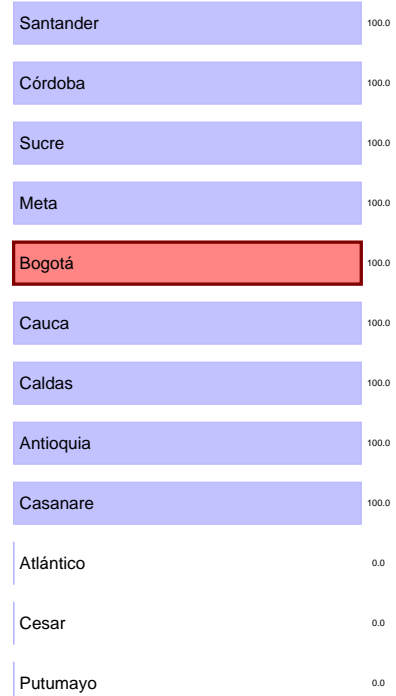 Santander 100.0
Córdoba 100.0
Sucre 100.0
Meta 100.0
Bogotá 100.0
Cauca 100.0
Caldas 100.0
Antioquia 100.0
Casanare 100.0
Atlántico 0.0
Cesar 0.0
Putumayo 0.0